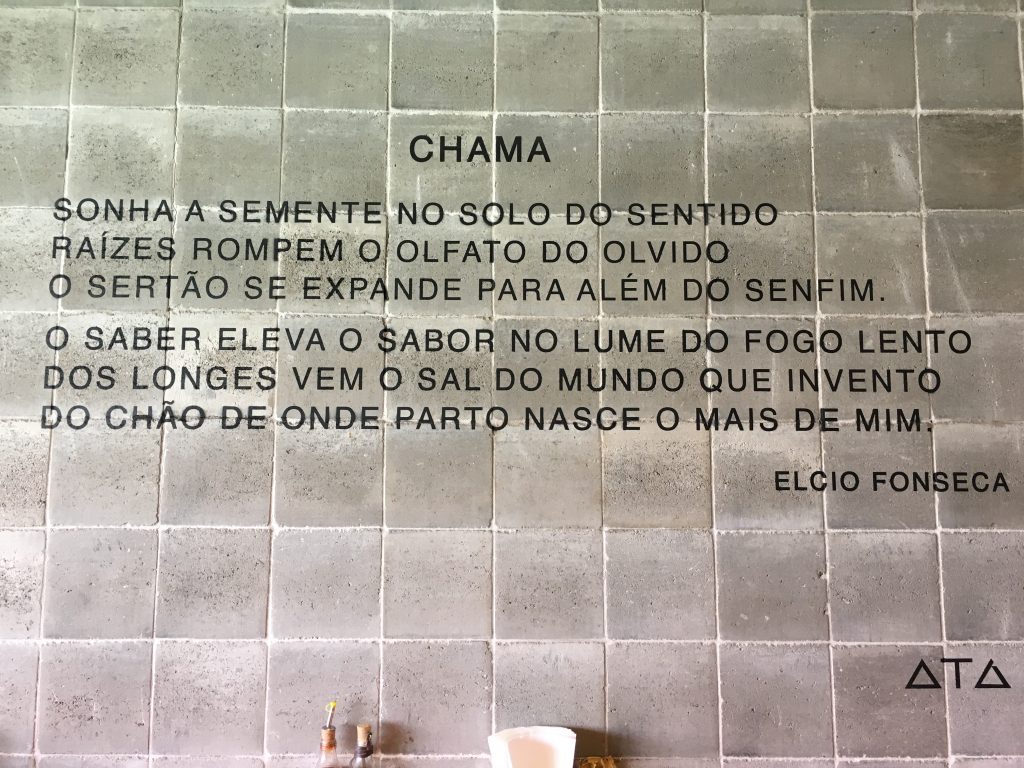 CHAMA
SONHA A SEMENTE NO SOLO DO SENTIDO
RAÍZES ROMPEM O OLFATO DO OLVIDO
O SERTÃO SE EXPANDE PARA ALÉM DO SENFIM.
O SABER ELEVA O SABOR NO LUME DO FOGO LENTO
DOS LONGES VEM O SAL DO MUNDO QUE INVENTO
DO CHÃO DE ONDE PARTO NASCE O MAIS DE MIM.
ELCIO FONSECA
ATA